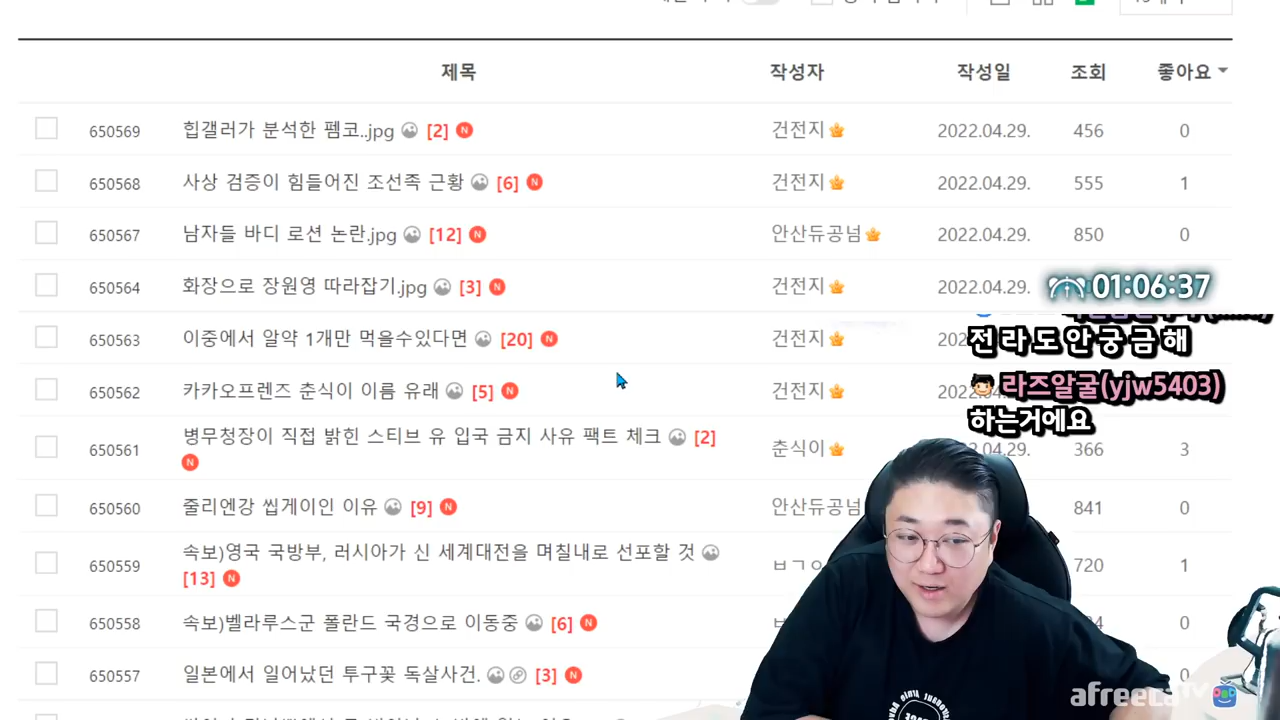 제목 작성자 작성일 조회 좋아요
650569 힙갤러가 분석한 펨코..jpg [2] N 건전지 2022.04.29. 456 0
650568 사상 검증이 힘들어진 조선족 근황 [6] N 건전지 2022.04.29. 555 1
650567 남자들 바디 로션 논란.jpg [12] N 안산듀공넘 2022.04.29. 850 0
650564 화장으로 장원영 따라잡기.jpg [3] N 건전지 2022.04.29.
01:06:37
650563 이중에서 알약 1개만 먹을수있다면 [20] N 건전지
전라도안궁금해
650562 카카오프렌즈 춘식이 이름 유래 [5] N 건전지
라즈알굴(yjw5403)
하는거에요
650561 병무청장이 직접 밝힌 스티브 유 입국 금지 사유 팩트 체크 [2]
N 춘식이 366 3
650560 줄리엔강 씹게이인 이유 [9] N 안산듀공넘 841 0
650559 속보)영국 국방부, 러시아가 신 세계대전을 며칠내로 선포할 것
[13] N 720 1
650558 속보)벨라루스군 폴란드 국경으로 이동중 [6] N 0
650557 일본에서 일어났던 투구꽃 독살사건. [3] N 0
afreecaTV